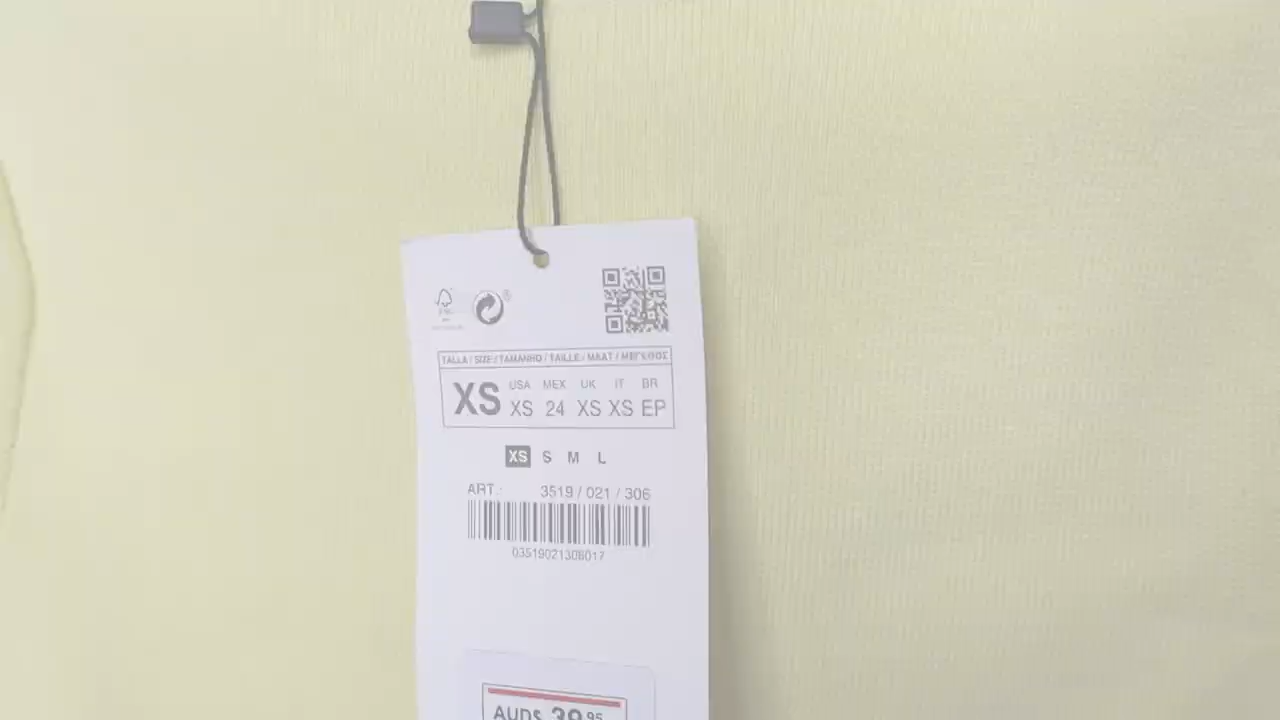 FSC
®
TALLA / SIZE / TAMANHO / TAILLE / MAAT /
USA MEX UK IT BR
XS XS 24 XS XS EP
XS S M L
ART.: 3519 / 021 / 306
03519021306017
AUD$ 39.95